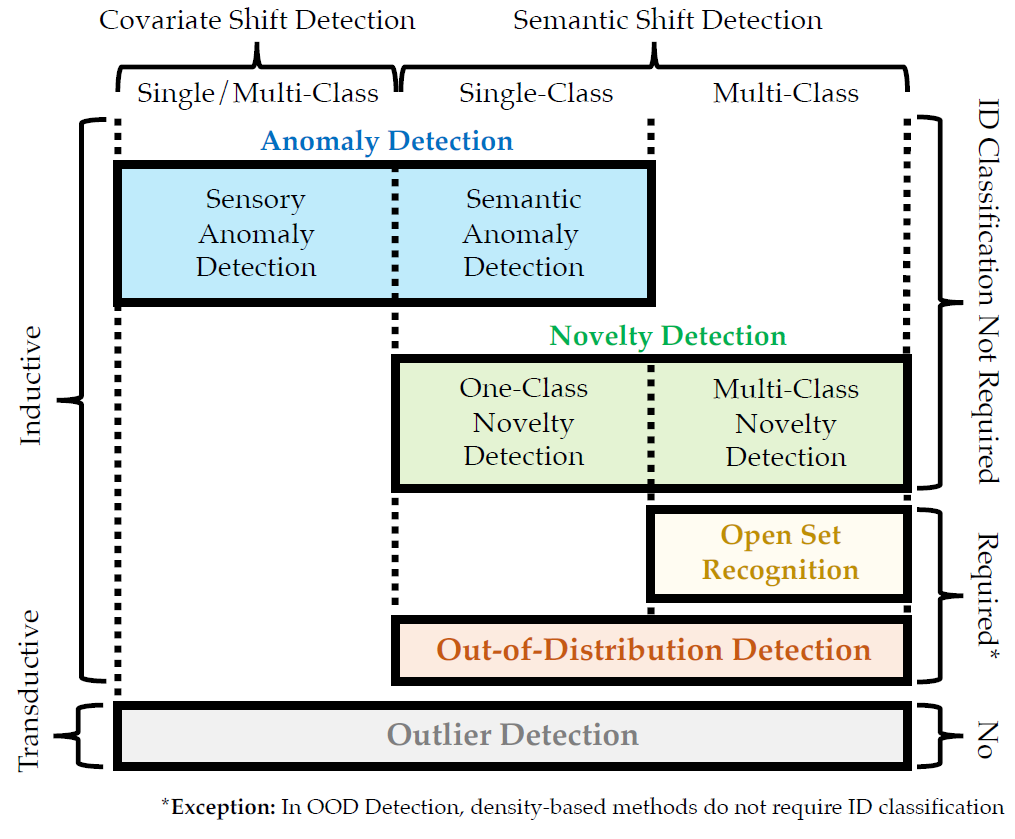 Covariate Shift Detection
Semantic Shift Detection
Single/Multi-Class
Single-Class
Multi-Class
Anomaly Detection
Sensory
Anomaly
Detection
Semantic
Anomaly
Detection
Novelty Detection
One-Class
Novelty
Detection
Multi-Class
Novelty
Detection
Open Set
Recognition
Out-of-Distribution Detection
Outlier Detection
Inductive
Transductive
ID Classification Not Required
Required*
No
*Exception: In OOD Detection, density-based methods do not require ID classification